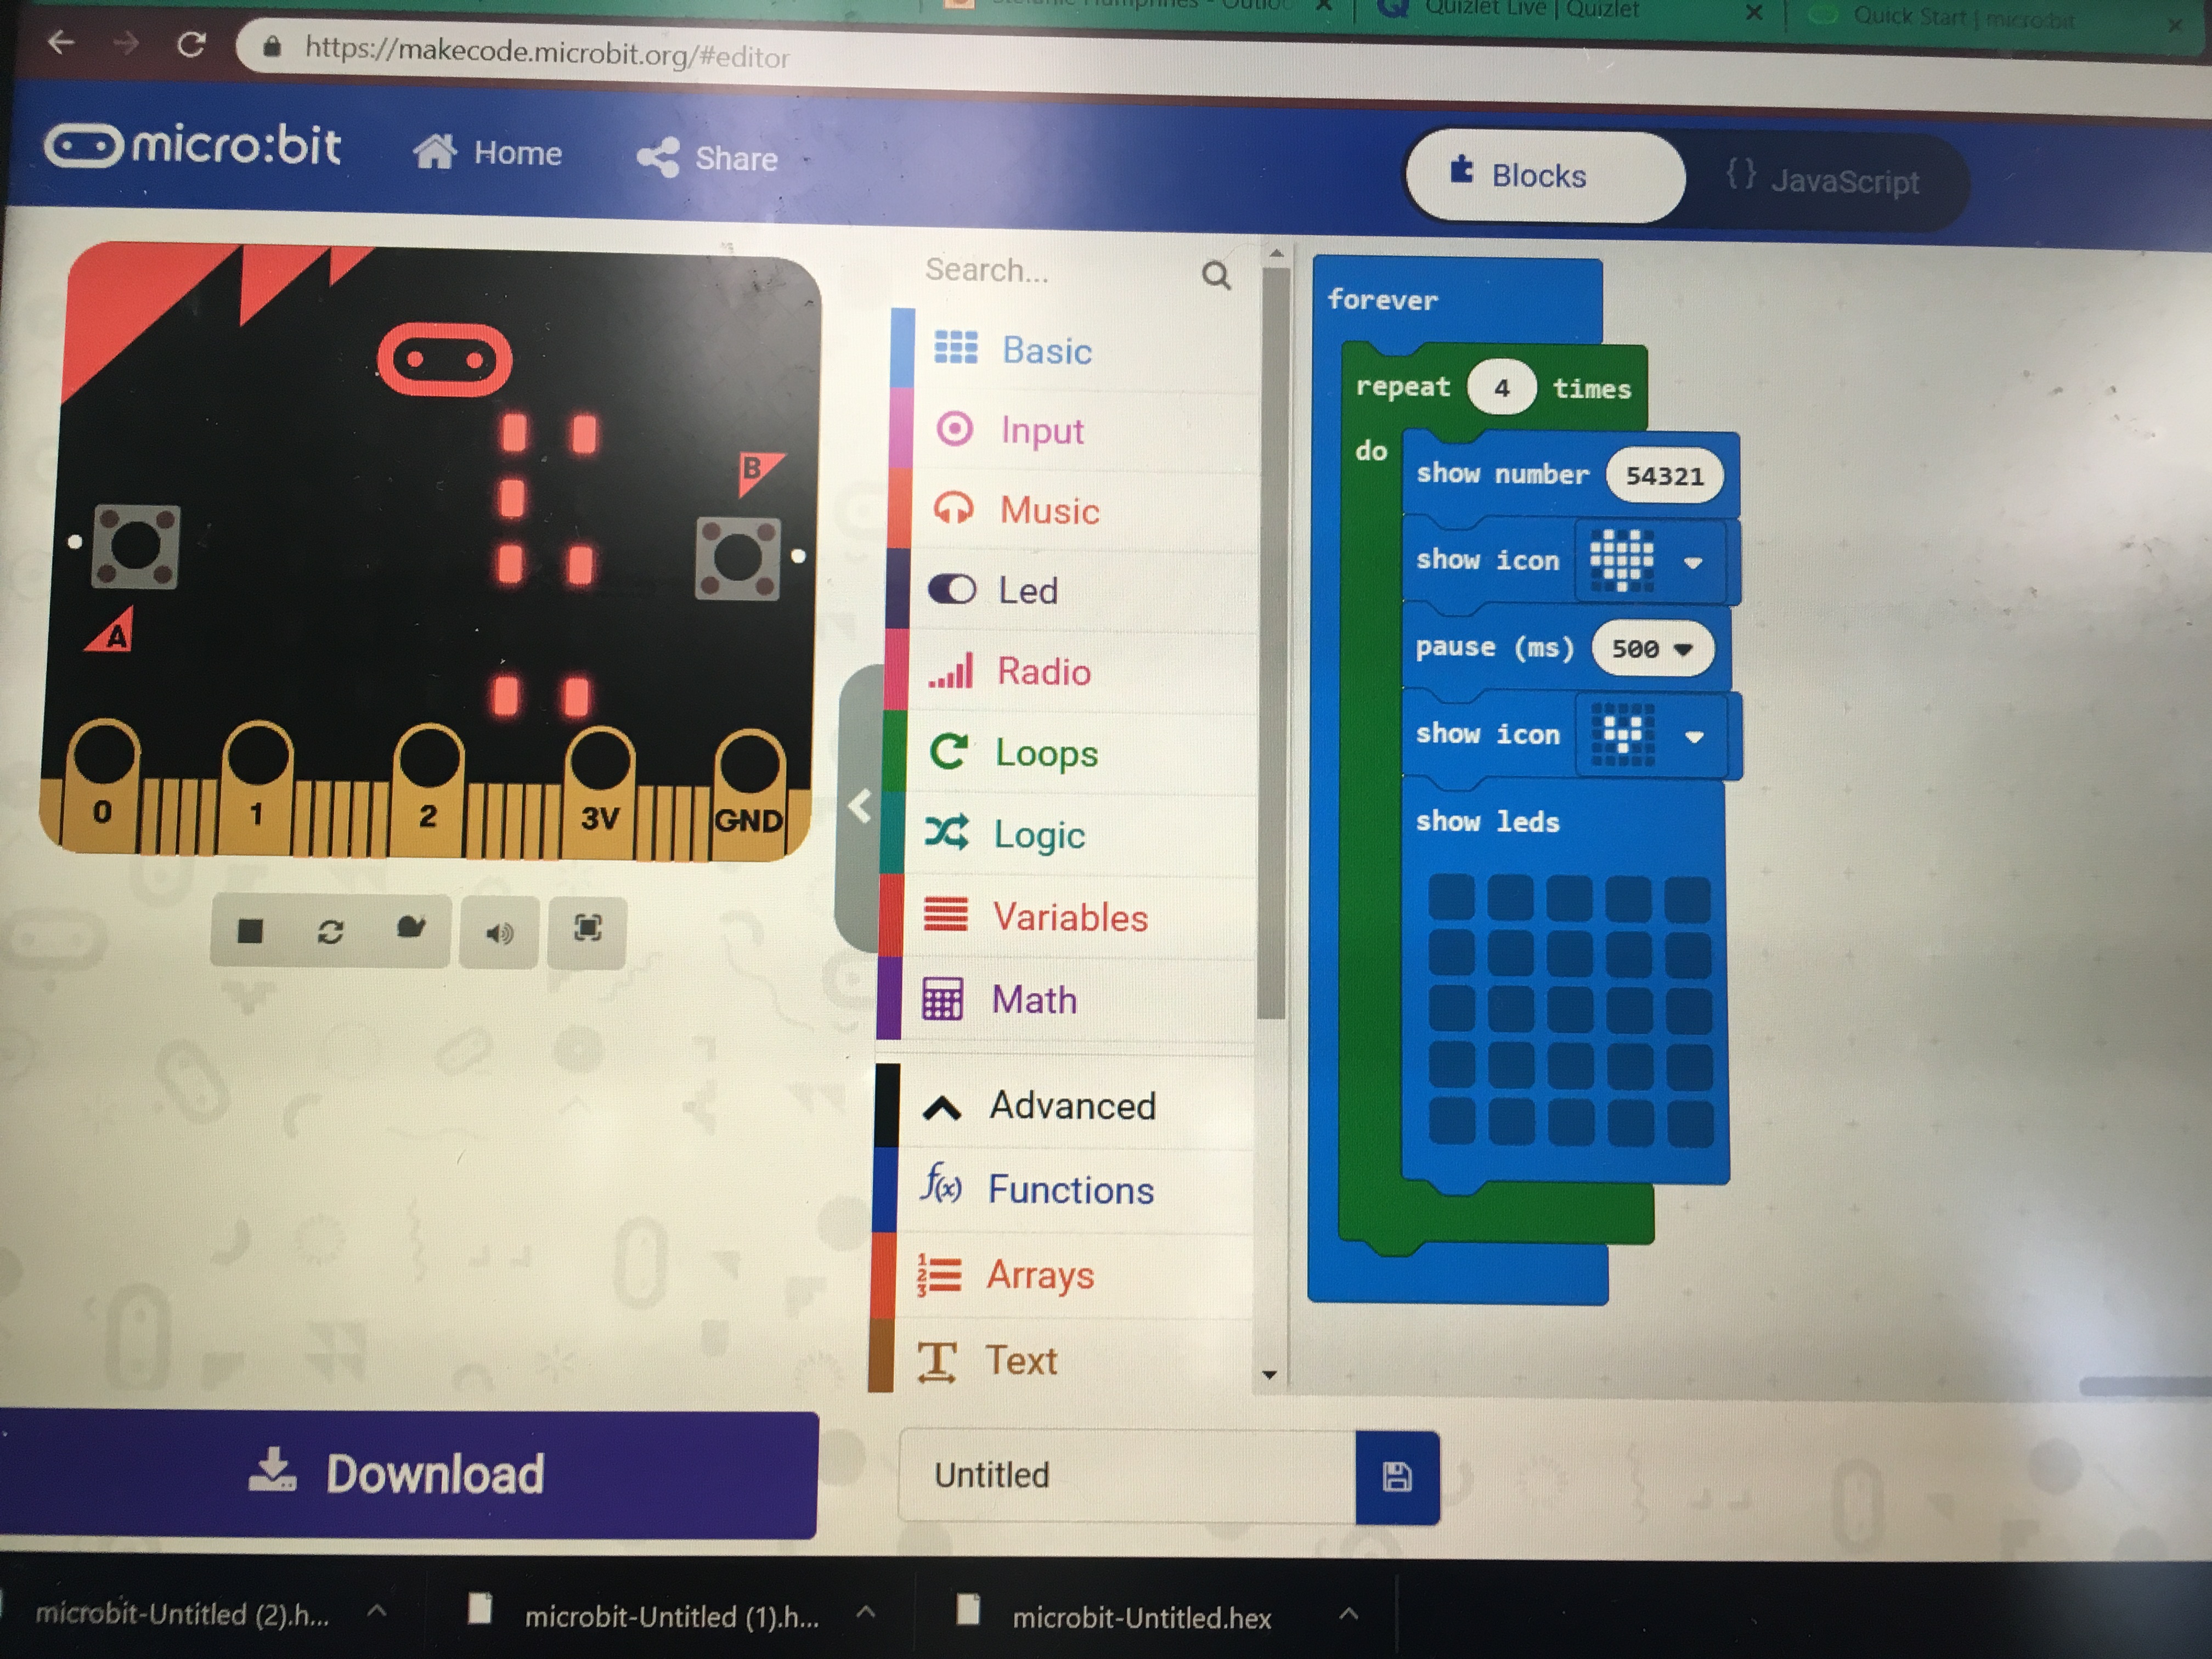 Quizlet Live | Quizlet
Quick Start | micro:bit
https://makecode.microbit.org/#editor
micro:bit
Home
Share
Blocks
{} JavaScript
B
A
0
1
2
3V
GND
Search...
Basic
Input
Music
Led
Radio
Loops
Logic
Variables
Math
Advanced
f(x) Functions
Arrays
Text
forever
repeat 4 times
do
show number 54321
show icon
pause (ms) 500
show icon
show leds
Download
Untitled
microbit-Untitled (2).h...
microbit-Untitled (1).h...
microbit-Untitled.hex